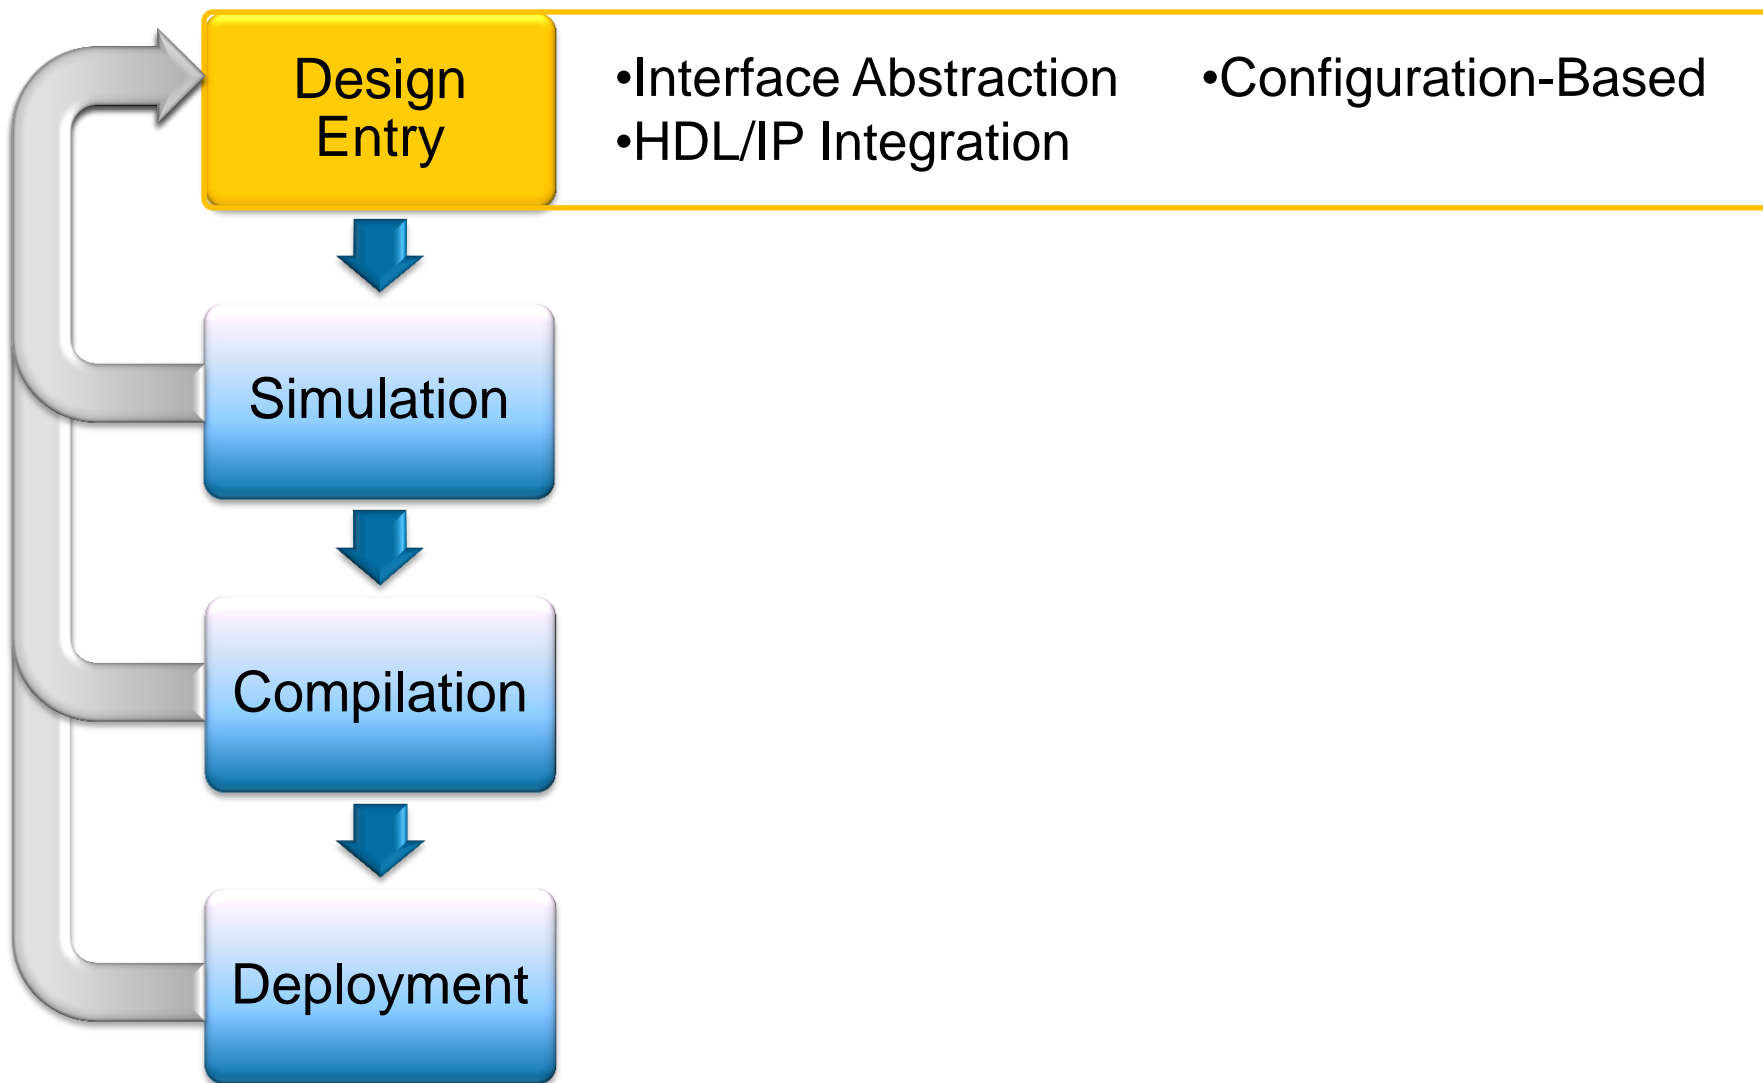 Design
Entry
•Interface Abstraction
•HDL/IP Integration
•Configuration-Based
Simulation
Compilation
Deployment